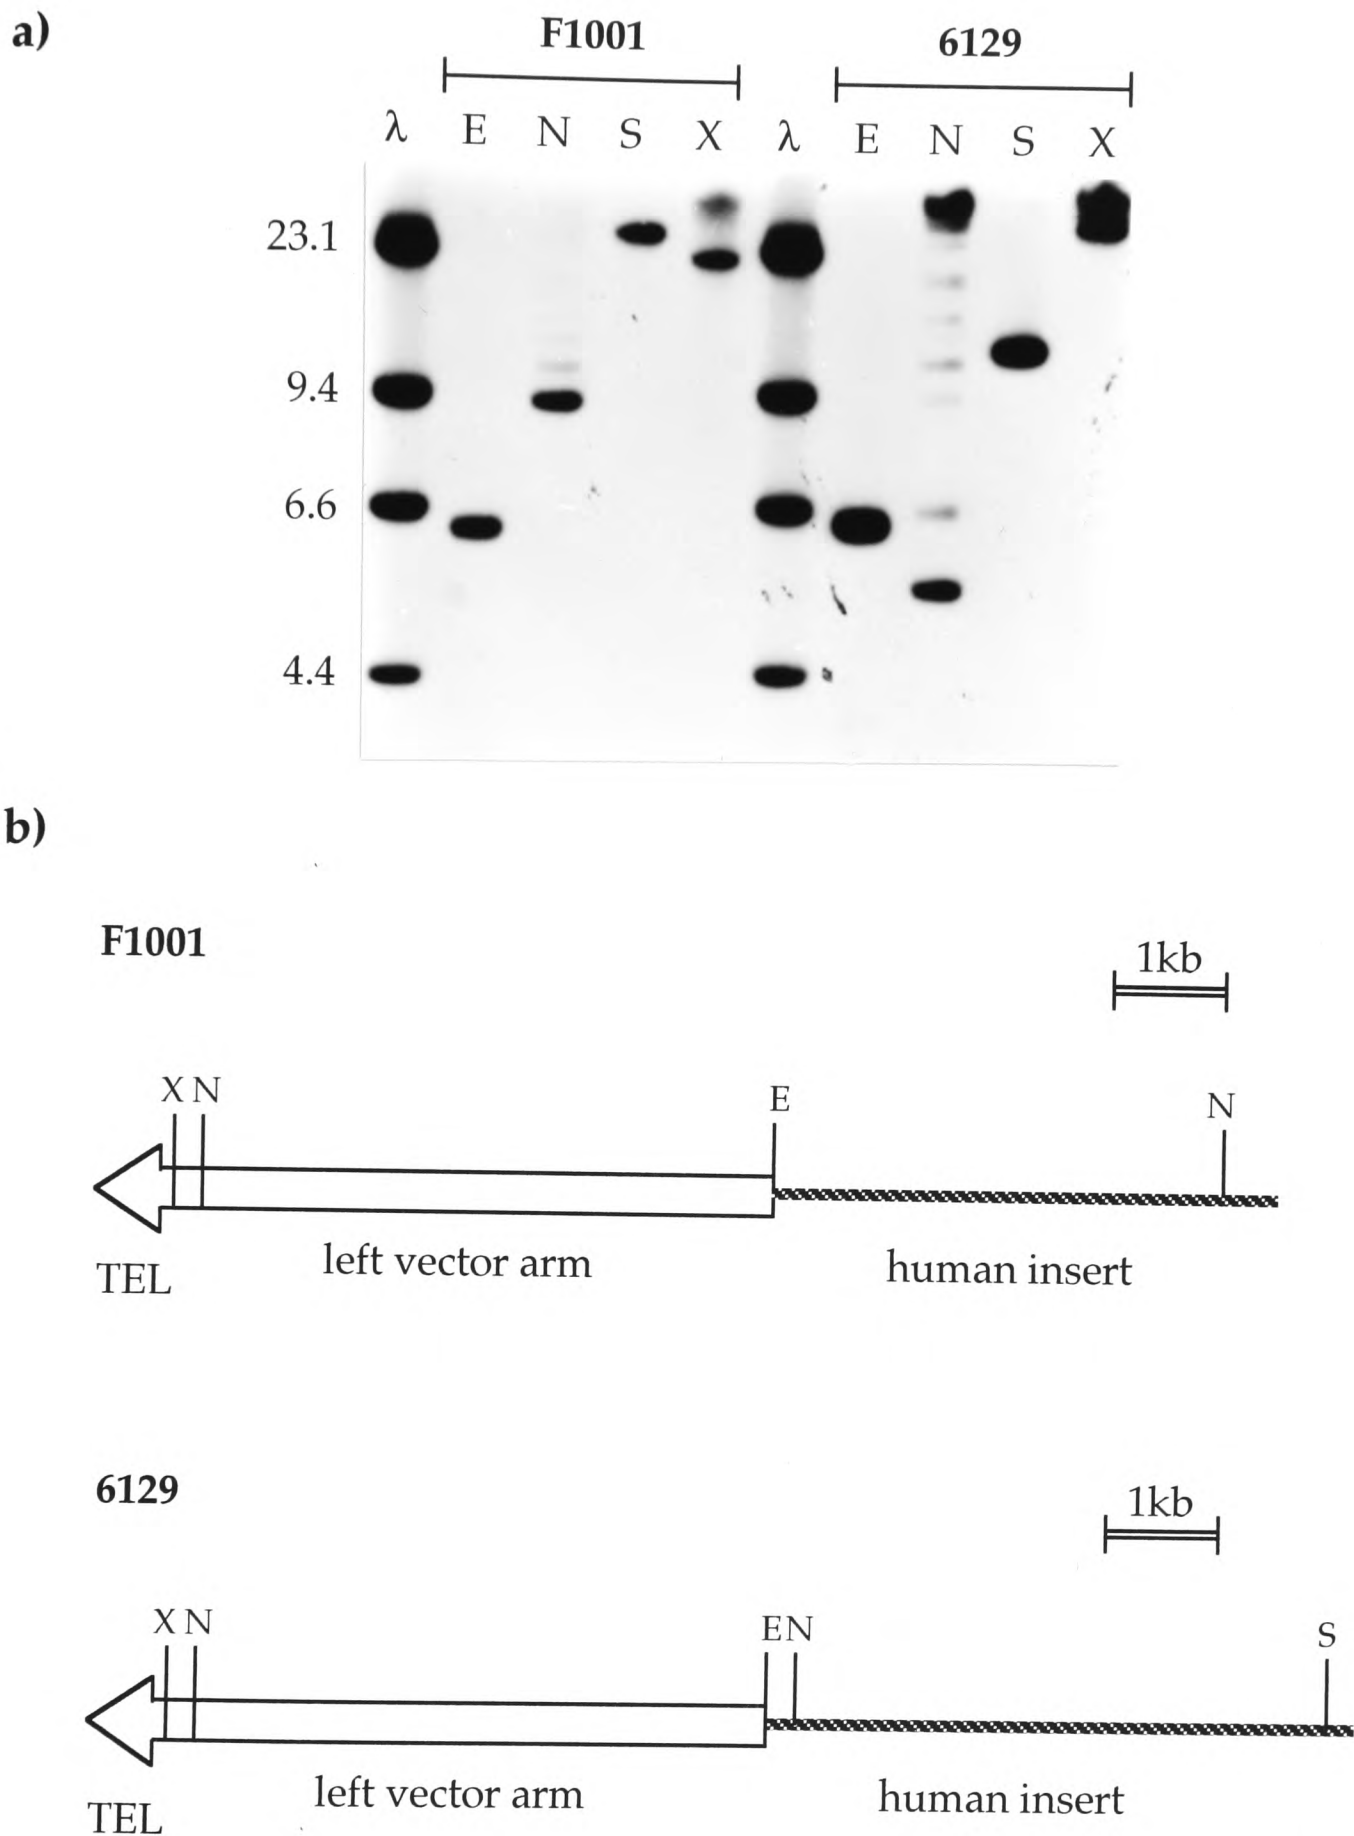 a)
F1001 6129
λ E N S X λ E N S X
23.1
9.4
6.6
4.4
b)
F1001
1kb
X N E N
left vector arm human insert
TEL
6129
1kb
X N E N S
left vector arm human insert
TEL